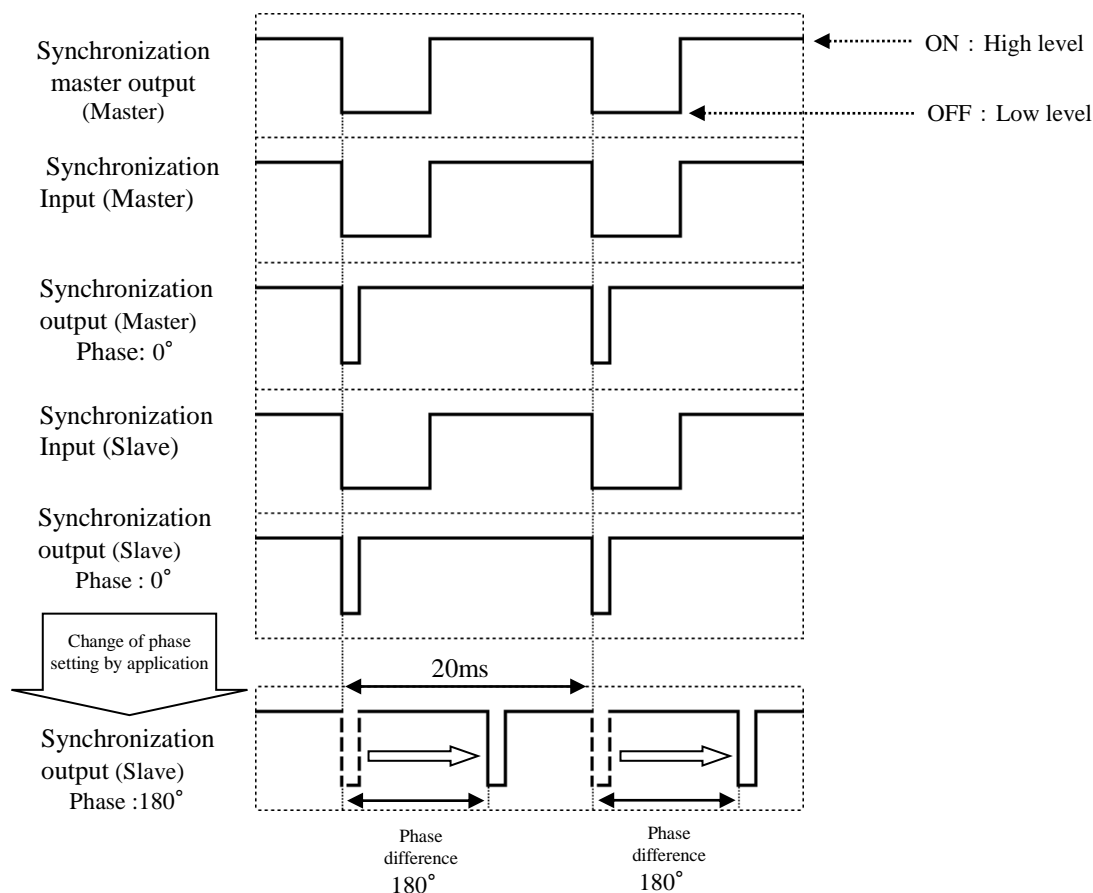 Synchronization
master output
(Master)
ON : High level
OFF : Low level
Synchronization
Input (Master)
Synchronization
output (Master)
Phase: 0°
Synchronization
Input (Slave)
Synchronization
output (Slave)
Phase : 0°
Change of phase
setting by application
20ms
Synchronization
output (Slave)
Phase :180°
Phase
difference
180°
Phase
difference
180°